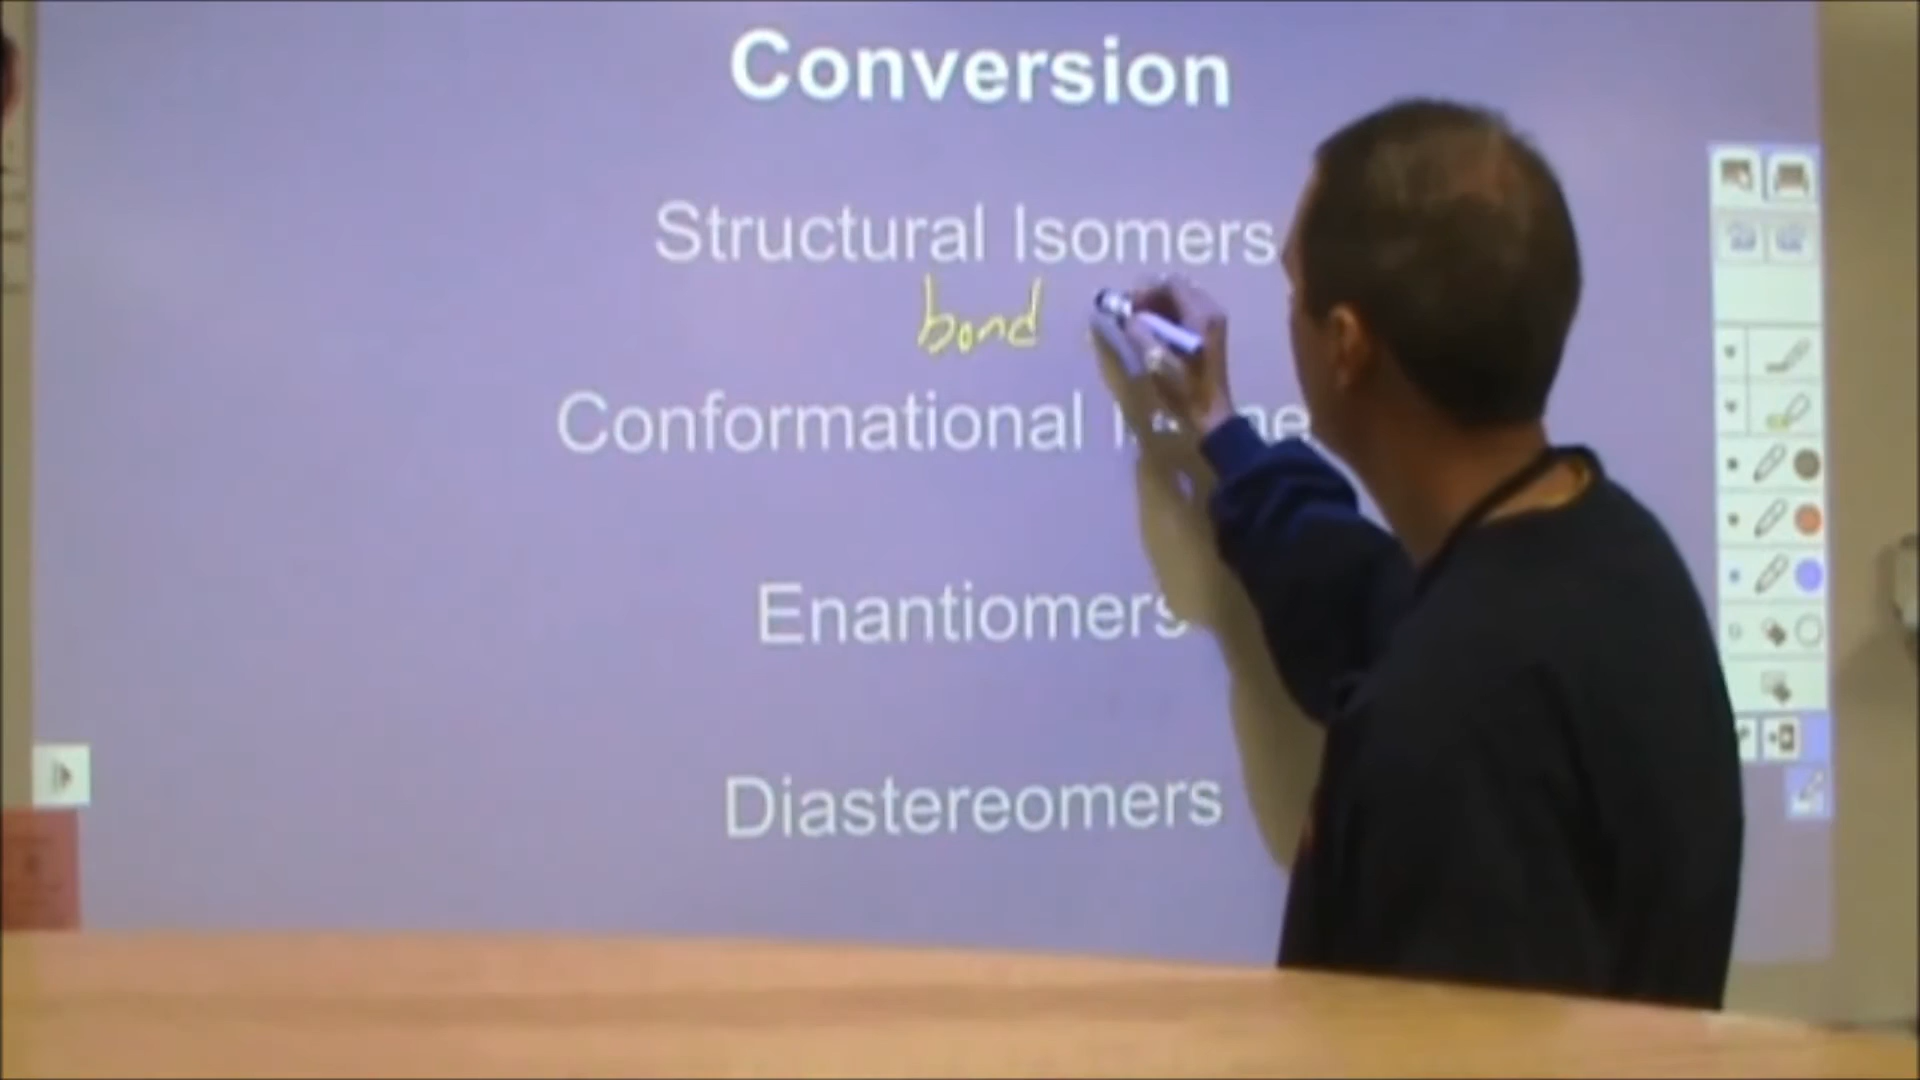 Conversion
Structural Isomers
bond
Conformational
Enantiomers
Diastereomers